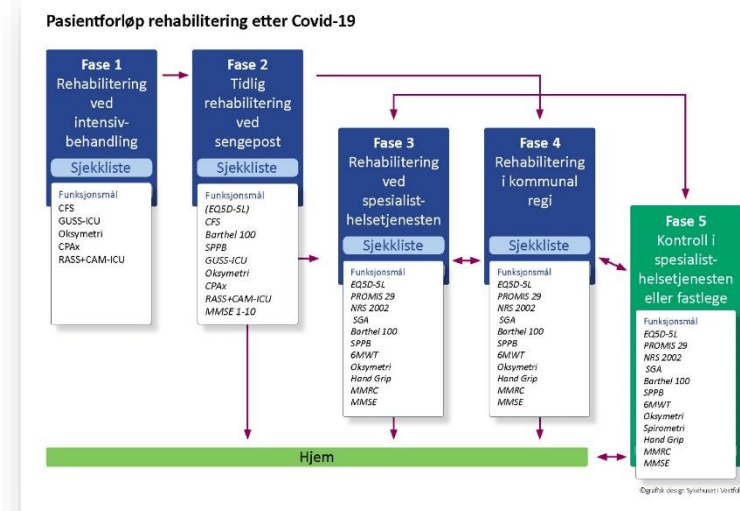 Pasientforløp rehabilitering etter Covid-19
Fase 1
Rehabilitering
ved
intensiv-
behandling
Sjekkliste
Funksjonsmål
CFS
GUSS-ICU
Oksymetri
CPAx
RASS+CAM-ICU
Fase 2
Tidlig
rehabilitering
ved
sengepost
Sjekkliste
Funksjonsmål
(EQ5D-5L)
CFS
Barthel 100
SPPB
GUSS-ICU
Oksymetri
CPAx
RASS+CAM-ICU
MMSE 1-10
Fase 3
Rehabilitering
ved
spesialist-
helsetjenesten
Sjekkliste
Funksjonsmål
EQ5D-5L
PROMIS 29
NRS 2002
SGA
Barthel 100
SPPB
6MWT
Oksymetri
Hand Grip
MMRC
MMSE
Fase 4
Rehabilitering
i kommunal
regi
Sjekkliste
Funksjonsmål
EQ5D-5L
PROMIS 29
NRS 2002
SGA
Barthel 100
SPPB
6MWT
Oksymetri
Hand Grip
MMRC
MMSE
Fase 5
Kontroll i
spesialist-
helsetjenesten
eller fastlege
Funksjonsmål
EQ5D-5L
PROMIS 29
NRS 2002
SGA
Barthel 100
SPPB
6MWT
Oksymetri
Spirometri
Hand Grip
MMRC
MMSE
Hjem
©grafisk design Sykehuset i Vestfol